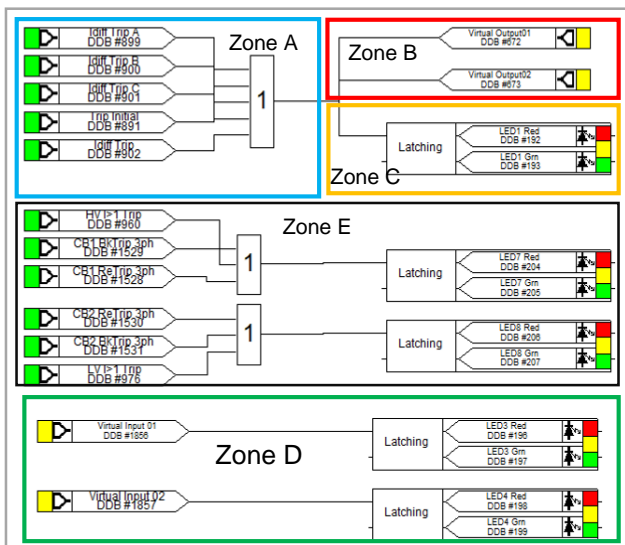 Idiff Trip A
DDB #899
Zone A
Idiff Trip B
DDB #900
Idiff Trip C
DDB #901
Trip Initial
DDB #891
Idiff Trip
DDB #902
1
Virtual Output01
DDB #672
Zone B
Virtual Output02
DDB #673
Latching
LED1 Red
DDB #192
LED1 Grn
DDB #193
Zone C
HV I>1 Trip
DDB #960
Zone E
CB1 BkTrip 3ph
DDB #1529
CB1 ReTrip 3ph
DDB #1528
1
Latching
LED7 Red
DDB #204
LED7 Grn
DDB #205
CB2 ReTrip 3ph
DDB #1530
CB2 BkTrip 3ph
DDB #1531
LV I>1 Trip
DDB #976
1
Latching
LED8 Red
DDB #206
LED8 Grn
DDB #207
Virtual Input 01
DDB #1856
Zone D
Latching
LED3 Red
DDB #196
LED3 Grn
DDB #197
Virtual Input 02
DDB #1857
Latching
LED4 Red
DDB #198
LED4 Grn
DDB #199